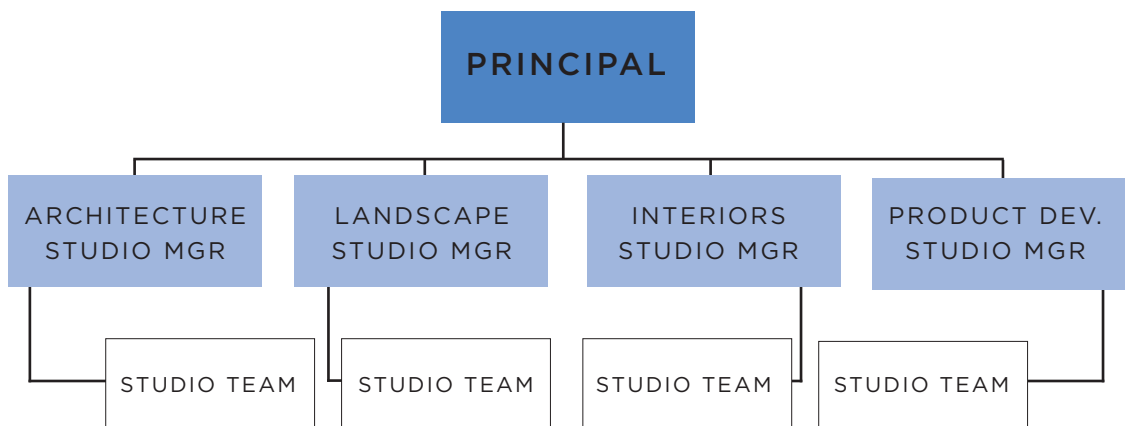 PRINCIPAL
ARCHITECTURE
STUDIO MGR
LANDSCAPE
STUDIO MGR
INTERIORS
STUDIO MGR
PRODUCT DEV.
STUDIO MGR
STUDIO TEAM
STUDIO TEAM
STUDIO TEAM
STUDIO TEAM